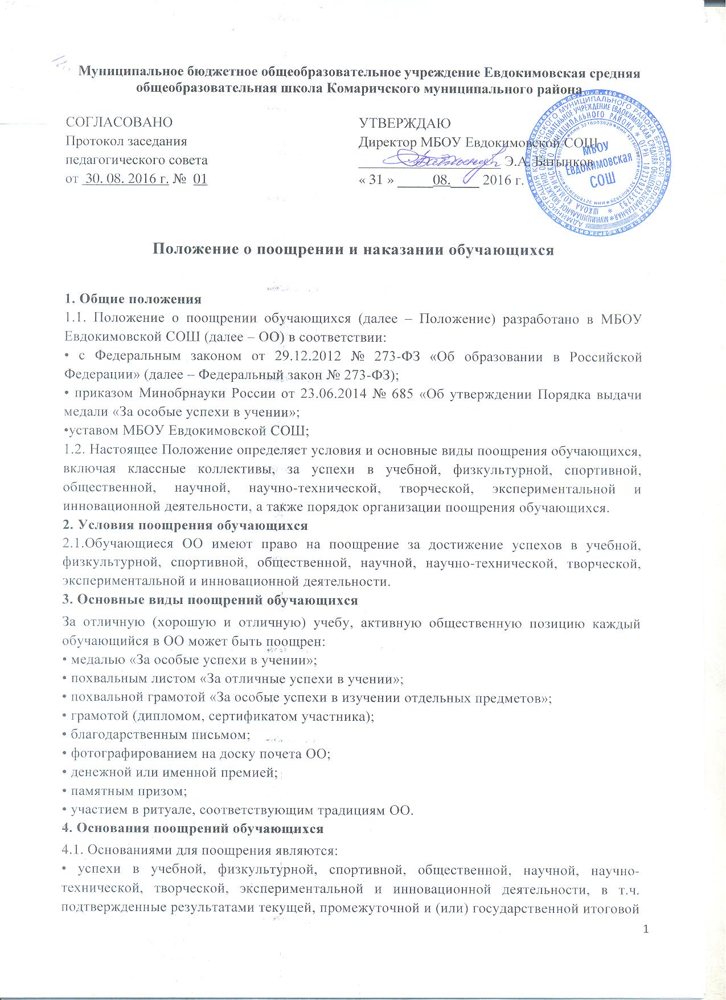 Муниципальное бюджетное общеобразовательное учреждение Евдокимовская средняя
общеобразовательная школа Комаричского муниципального района
СОГЛАСОВАНО
Протокол заседания
педагогического совета
от 30. 08. 2016 г. № 01
УТВЕРЖДАЮ
Директор МБОУ Евдокимовской СОШ
Э.А. Батынков
« 31 » 08. 2016 г.
МБОУ
ЕВДОКИМОВСКАЯ
СОШ
Положение о поощрении и наказании обучающихся
1. Общие положения
1.1. Положение о поощрении обучающихся (далее – Положение) разработано в МБОУ
Евдокимовской СОШ (далее – ОО) в соответствии:
• с Федеральным законом от 29.12.2012 № 273-ФЗ «Об образовании в Российской
Федерации» (далее – Федеральный закон № 273-ФЗ);
• приказом Минобрнауки России от 23.06.2014 № 685 «Об утверждении Порядка выдачи
медали «За особые успехи в учении»;
•уставом МБОУ Евдокимовской СОШ;
1.2. Настоящее Положение определяет условия и основные виды поощрения обучающихся,
включая классные коллективы, за успехи в учебной, физкультурной, спортивной,
общественной, научной, научно-технической, творческой, экспериментальной и
инновационной деятельности, а также порядок организации поощрения обучающихся.
2. Условия поощрения обучающихся
2.1.Обучающиеся ОО имеют право на поощрение за достижение успехов в учебной,
физкультурной, спортивной, общественной, научной, научно-технической, творческой,
экспериментальной и инновационной деятельности.
3. Основные виды поощрений обучающихся
За отличную (хорошую и отличную) учебу, активную общественную позицию каждый
обучающийся в ОО может быть поощрен:
• медалью «За особые успехи в учении»;
• похвальным листом «За отличные успехи в учении»;
• похвальной грамотой «За особые успехи в изучении отдельных предметов»;
• грамотой (дипломом, сертификатом участника);
• благодарственным письмом;
• фотографированием на доску почета ОО;
• денежной или именной премией;
• памятным призом;
• участием в ритуале, соответствующим традициям ОО.
4. Основания поощрений обучающихся
4.1. Основаниями для поощрения являются:
• успехи в учебной, физкультурной, спортивной, общественной, научной, научно-
технической, творческой, экспериментальной и инновационной деятельности, в т.ч.
подтвержденные результатами текущей, промежуточной и (или) государственной итоговой
1